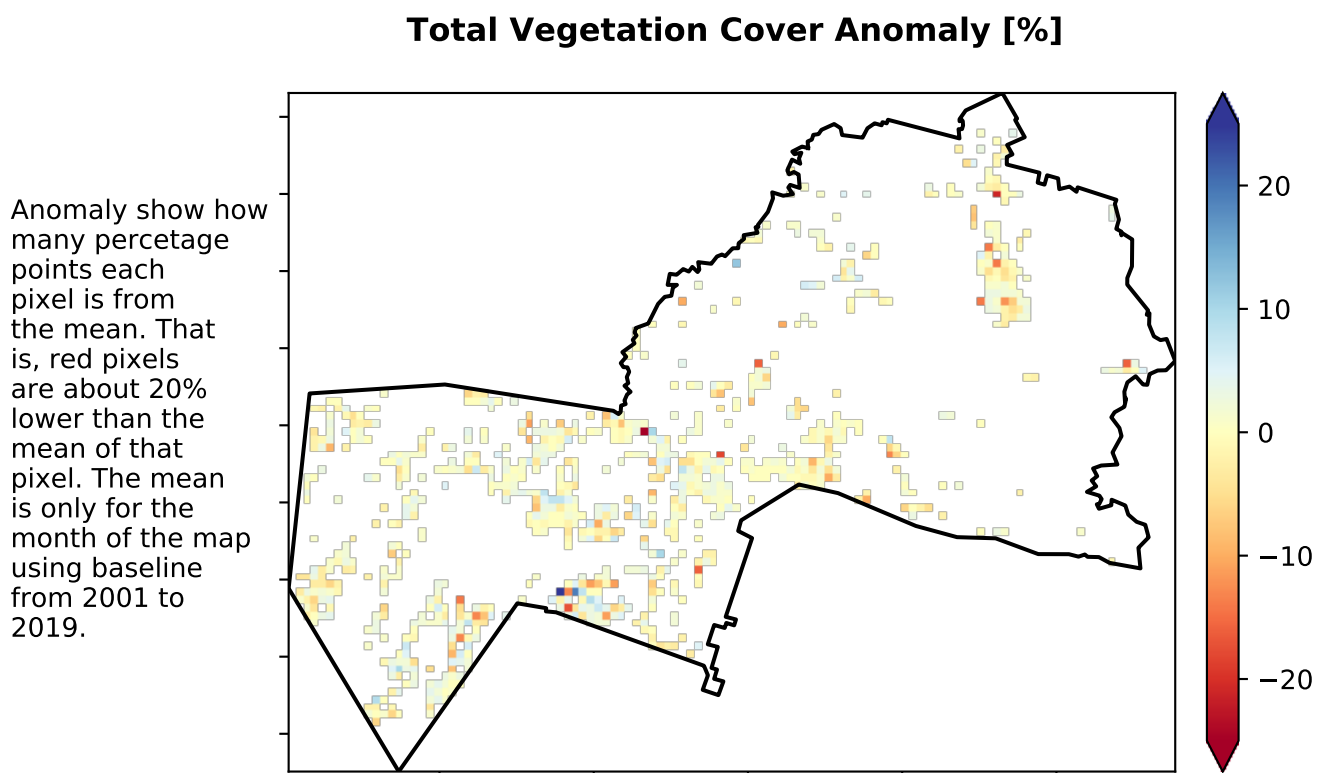 Total Vegetation Cover Anomaly [%]
Anomaly show how
many percetage
points each
pixel is from
the mean. That
is, red pixels
are about 20%
lower than the
mean of that
pixel. The mean
is only for the
month of the map
using baseline
from 2001 to
2019.
20
10
0
−10
−20